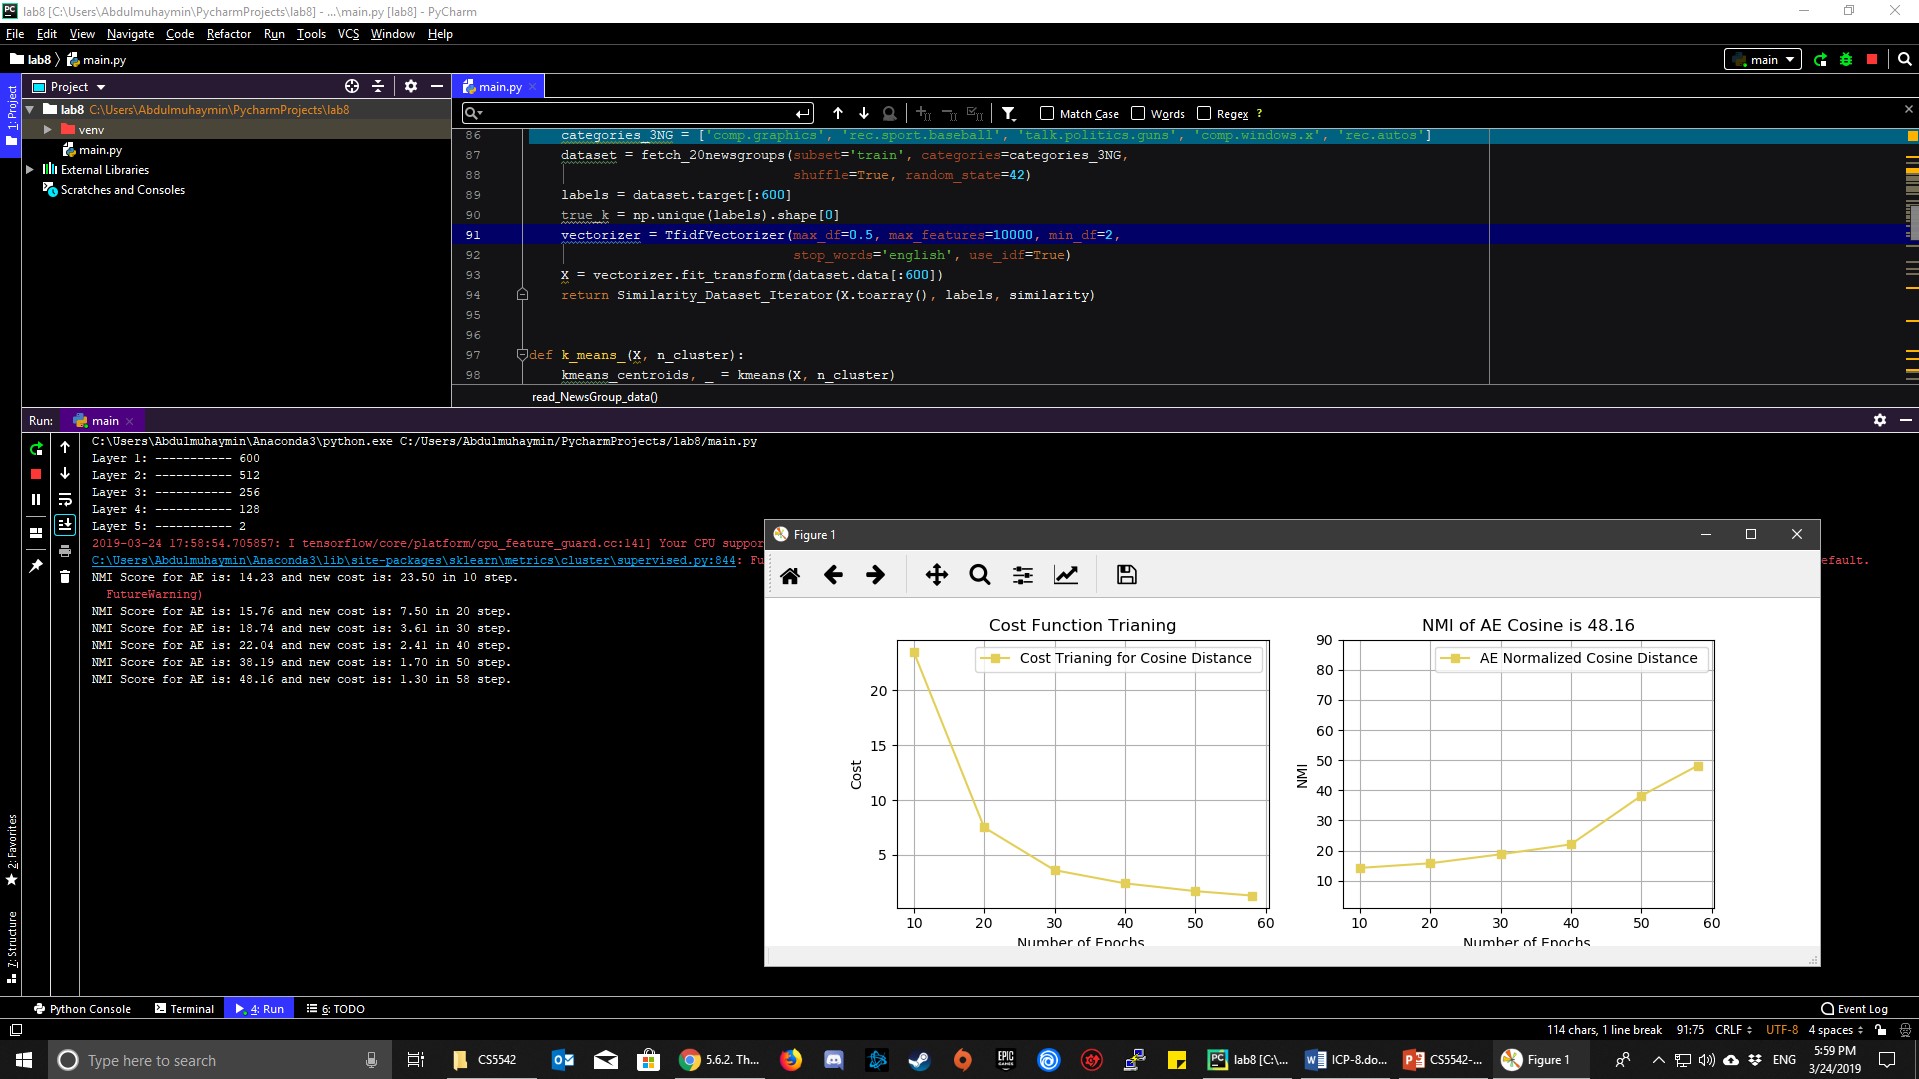 lab8 [C:\Users\Abdulmuhaymin\PycharmProjects\lab8] - ...\main.py [lab8] - PyCharm
File Edit View Navigate Code Refactor Run Tools VCS Window Help
lab8 main.py
main
1: Project
Project
main.py
lab8 C:\Users\Abdulmuhaymin\PycharmProjects\lab8
venv
main.py
External Libraries
Scratches and Consoles
Match Case Words Regex ?
86 categories_3NG = ['comp.graphics', 'rec.sport.baseball', 'talk.politics.guns', 'comp.windows.x', 'rec.autos']
87 dataset = fetch_20newsgroups(subset='train', categories=categories_3NG,
88 shuffle=True, random_state=42)
89 labels = dataset.target[:600]
90 true_k = np.unique(labels).shape[0]
91 vectorizer = TfidfVectorizer(max_df=0.5, max_features=10000, min_df=2,
92 stop_words='english', use_idf=True)
93 X = vectorizer.fit_transform(dataset.data[:600])
94 return Similarity_Dataset_Iterator(X.toarray(), labels, similarity)
95
96
97 def k_means_(X, n_cluster):
98 kmeans_centroids, _ = kmeans(X, n_cluster)
read_NewsGroup_data()
Run: main
C:\Users\Abdulmuhaymin\Anaconda3\python.exe C:/Users/Abdulmuhaymin/PycharmProjects/lab8/main.py
Layer 1: ----------- 600
Layer 2: ----------- 512
Layer 3: ----------- 256
Layer 4: ----------- 128
Layer 5: ----------- 2
2019-03-24 17:58:54.705857: I tensorflow/core/platform/cpu_feature_guard.cc:141] Your CPU suppor
C:\Users\Abdulmuhaymin\Anaconda3\lib\site-packages\sklearn\metrics\cluster\supervised.py:844: Fu
efault.
NMI Score for AE is: 14.23 and new cost is: 23.50 in 10 step.
FutureWarning)
NMI Score for AE is: 15.76 and new cost is: 7.50 in 20 step.
NMI Score for AE is: 18.74 and new cost is: 3.61 in 30 step.
NMI Score for AE is: 22.04 and new cost is: 2.41 in 40 step.
NMI Score for AE is: 38.19 and new cost is: 1.70 in 50 step.
NMI Score for AE is: 48.16 and new cost is: 1.30 in 58 step.
Figure 1
Cost Function Trianing
Cost Trianing for Cosine Distance
20
15
10
5
Cost
10 20 30 40 50 60
Number of Epochs
NMI of AE Cosine is 48.16
AE Normalized Cosine Distance
90
80
70
60
50
40
30
20
10
NMI
10 20 30 40 50 60
Number of Epochs
2: Favorites
7: Structure
Python Console Terminal 4: Run 6: TODO
Event Log
114 chars, 1 line break 91:75 CRLF UTF-8 4 spaces
Type here to search
CS5542
5.6.2. Th...
EPIC GAMES
lab8 [C:\...
ICP-8.do...
CS5542-...
Figure 1
ENG
5:59 PM
3/24/2019